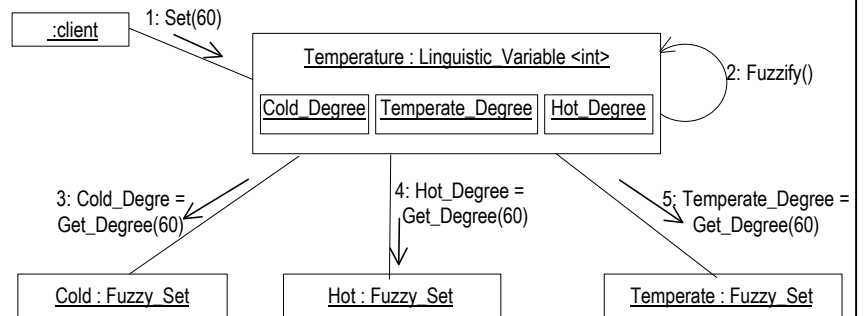 :client
1: Set(60)
Temperature : Linguistic_Variable <int>
Cold_Degree
Temperate_Degree
Hot_Degree
2: Fuzzify()
3: Cold_Degre =
Get_Degree(60)
4: Hot_Degree =
Get_Degree(60)
5: Temperate_Degree =
Get_Degree(60)
Cold : Fuzzy_Set
Hot : Fuzzy_Set
Temperate : Fuzzy_Set